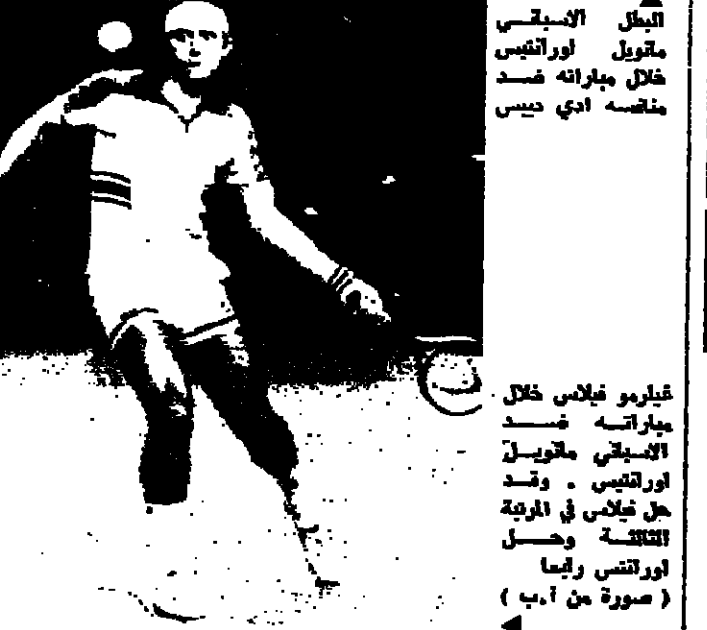 البطل الاسباني
مانويل اورانتيس
خلال مباراته ضد
منافسه ادي ديبس
غيلرمو فيلاس خلال
مباراته ضد
الاسباني مانويل
اورانتيس . وقد
حل فيلاس في المرتبة
الثالثة وحل
اورانتس رابعا
( صورة من أ.ب )